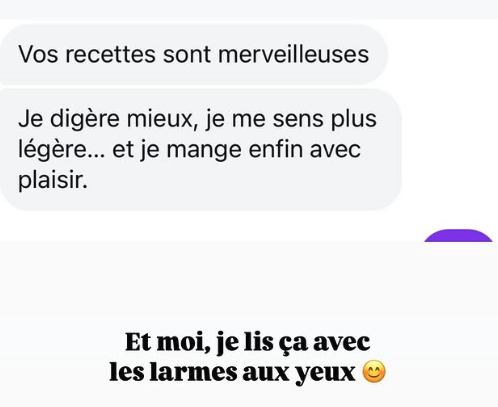 Vos recettes sont merveilleuses
Je digère mieux, je me sens plus
légère... et je mange enfin avec
plaisir.
Et moi, je lis ça avec
les larmes aux yeux 😊